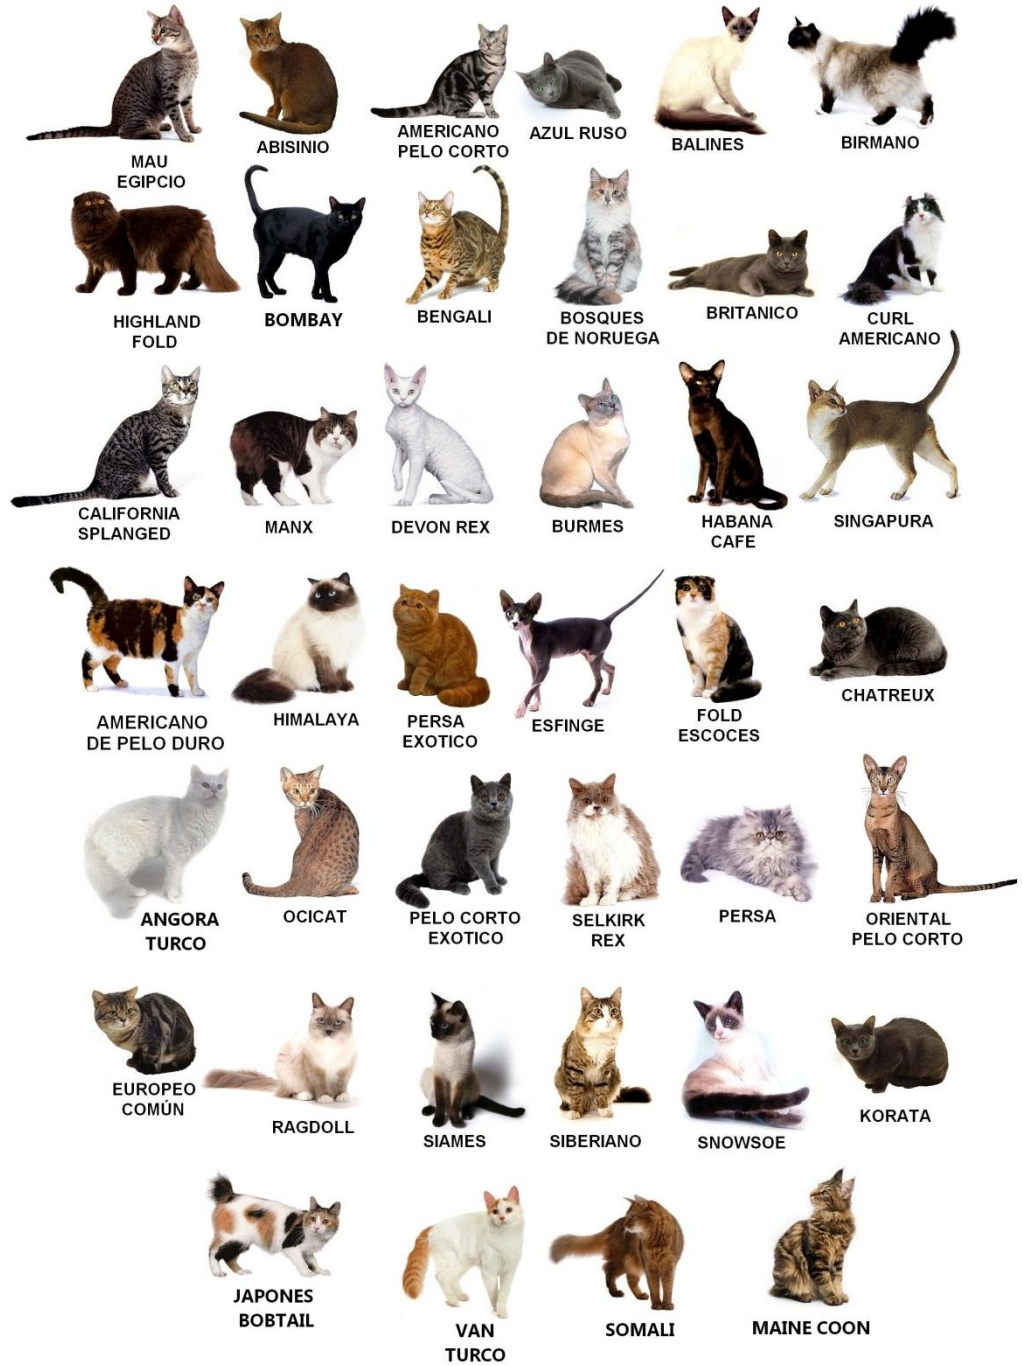 MAU
EGIPCIO
ABISINIO
AMERICANO
PELO CORTO
AZUL RUSO
BALINES
BIRMANO
HIGHLAND
FOLD
BOMBAY
BENGALI
BOSQUES
DE NORUEGA
BRITANICO
CURL
AMERICANO
CALIFORNIA
SPLANGED
MANX
DEVON REX
BURMES
HABANA
CAFE
SINGAPURA
AMERICANO
DE PELO DURO
HIMALAYA
PERSA
EXOTICO
ESFINGE
FOLD
ESCOCES
CHATREUX
ANGORA
TURCO
OCICAT
PELO CORTO
EXOTICO
SELKIRK
REX
PERSA
ORIENTAL
PELO CORTO
EUROPEO
COMÚN
RAGDOLL
SIAMES
SIBERIANO
SNOWSOE
KORATA
JAPONES
BOBTAIL
VAN
TURCO
SOMALI
MAINE COON